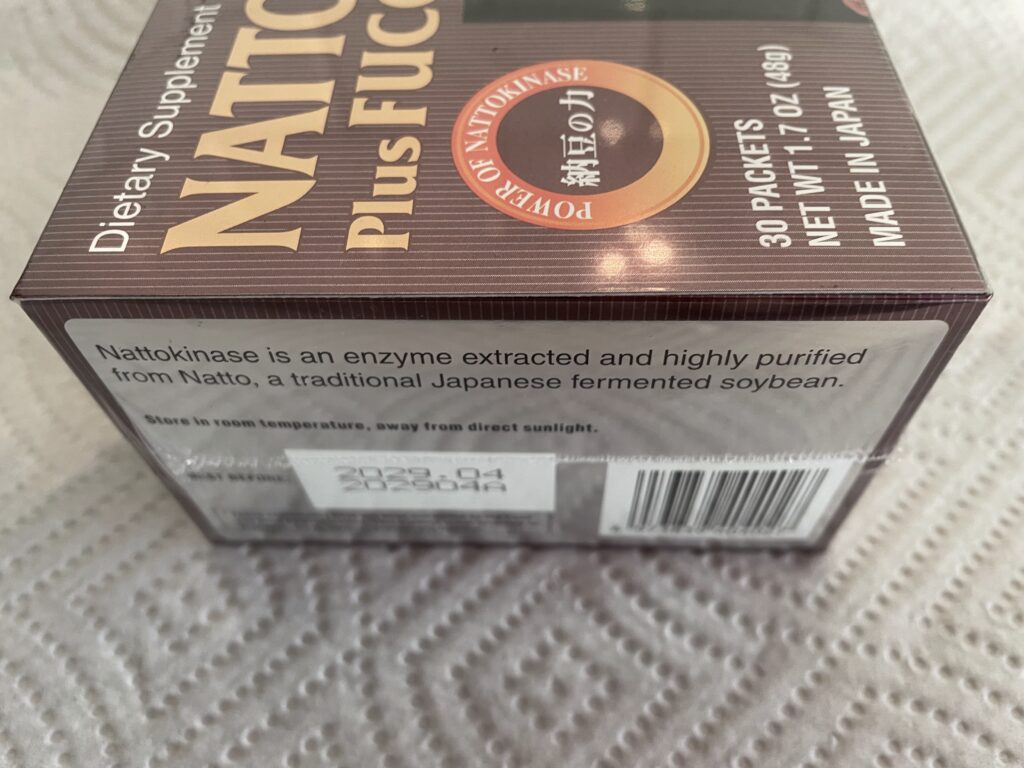 Dietary Supplement
NATTO
Plus FUCO
POWER OF NATTOKINASE
納豆の力
30 PACKETS
NET WT 1.7 OZ (48g)
MADE IN JAPAN
Nattokinase is an enzyme extracted and highly purified
from Natto, a traditional Japanese fermented soybean.
Store in room temperature, away from direct sunlight.
BEST BEFORE:
2029.04
202904A